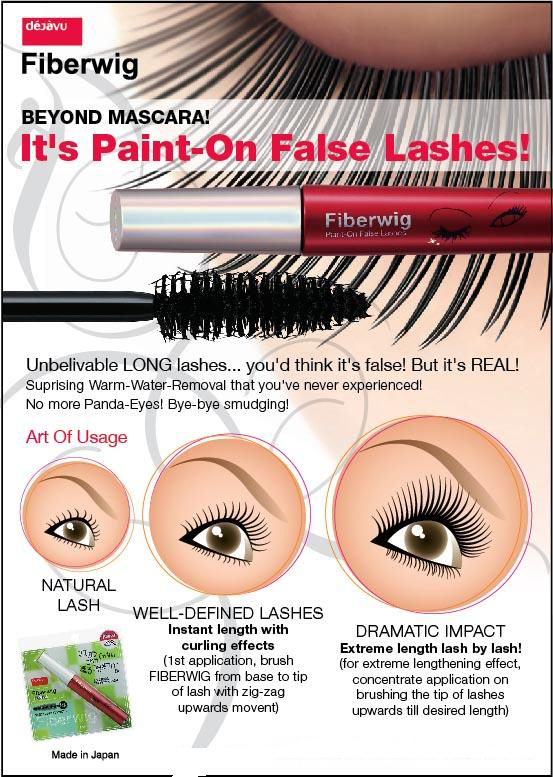 dejàvu
Fiberwig
BEYOND MASCARA!
It's Paint-On False Lashes!
Fiberwig
Paint-On False Lashes
Unbelivable LONG lashes... you'd think it's false! But it's REAL!
Suprising Warm-Water-Removal that you've never experienced!
No more Panda-Eyes! Bye-bye smudging!
Art Of Usage
NATURAL
LASH
WELL-DEFINED LASHES
Instant length with
curling effects
(1st application, brush
FIBERWIG from base to tip
of lash with zig-zag
upwards movent)
DRAMATIC IMPACT
Extreme length lash by lash!
(for extreme lengthening effect,
concentrate application on
brushing the tip of lashes
upwards till desired length)
Fiberwig
Made in Japan